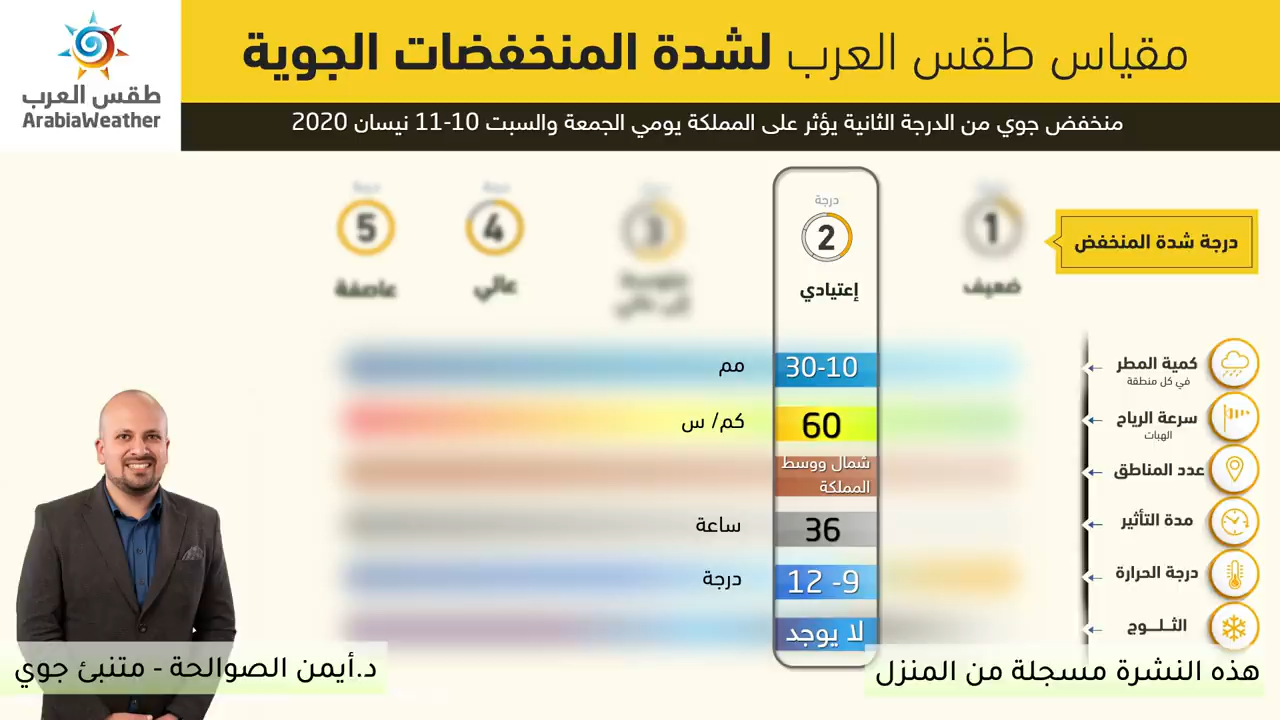 مقياس طقس العرب لشدة المنخفضات الجوية
طقس العرب
ArabiaWeather
منخفض جوي من الدرجة الثانية يؤثر على المملكة يومي الجمعة والسبت 10-11 نيسان 2020
درجة شدة المنخفض
1
ضعيف
درجة
2
إعتيادي
3
درجة
4
عالي
درجة
5
عاصفة
كمية المطر
في كل منطقة
30-10
مم
سرعة الرياح
الهبات
60
كم/ س
عدد المناطق
شمال ووسط
المملكة
مدة التأثير
36
ساعة
درجة الحرارة
12 -9
درجة
الثلـــوج
لا يوجد
هذه النشرة مسجلة من المنزل
د.أيمن الصوالحة - متنبئ جوي